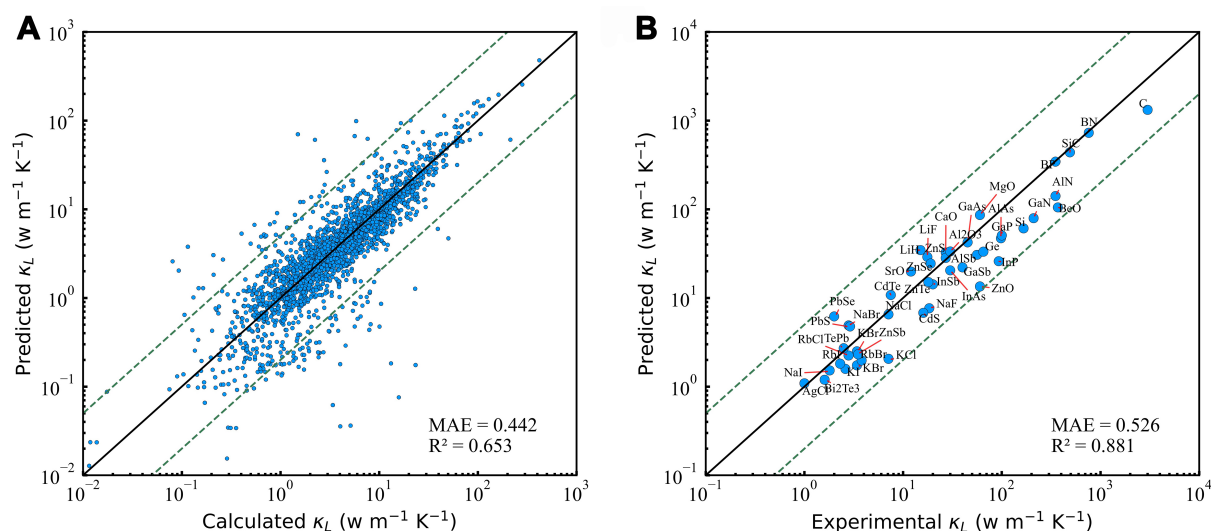 A
Predicted κL (w m−1 K−1)
10^3
10^2
10^1
10^0
10^−1
10^−2
10^−2
10^−1
10^0
10^1
10^2
10^3
Calculated κL (w m−1 K−1)
MAE = 0.442
R² = 0.653
B
Predicted κL (w m−1 K−1)
10^4
10^3
10^2
10^1
10^0
10^−1
10^−1
10^0
10^1
10^2
10^3
10^4
Experimental κL (w m−1 K−1)
C
BN
SiC
BP
MgO
AlN
GaAs
GaN
BeO
CaO
AlAs
LiF
Al2O3
GaP
Si
LiH
ZnS
Ge
AlSb
InP
SrO
ZnSe
GaSb
CdTe
ZnTe
InSb
InAs
ZnO
PbSe
NaCl
NaF
PbS
NaBr
CdS
RbCl
TePb
KBr
ZnSb
RbI
RbBr
KCl
NaI
KI
KBr
AgCl
Bi2Te3
MAE = 0.526
R² = 0.881